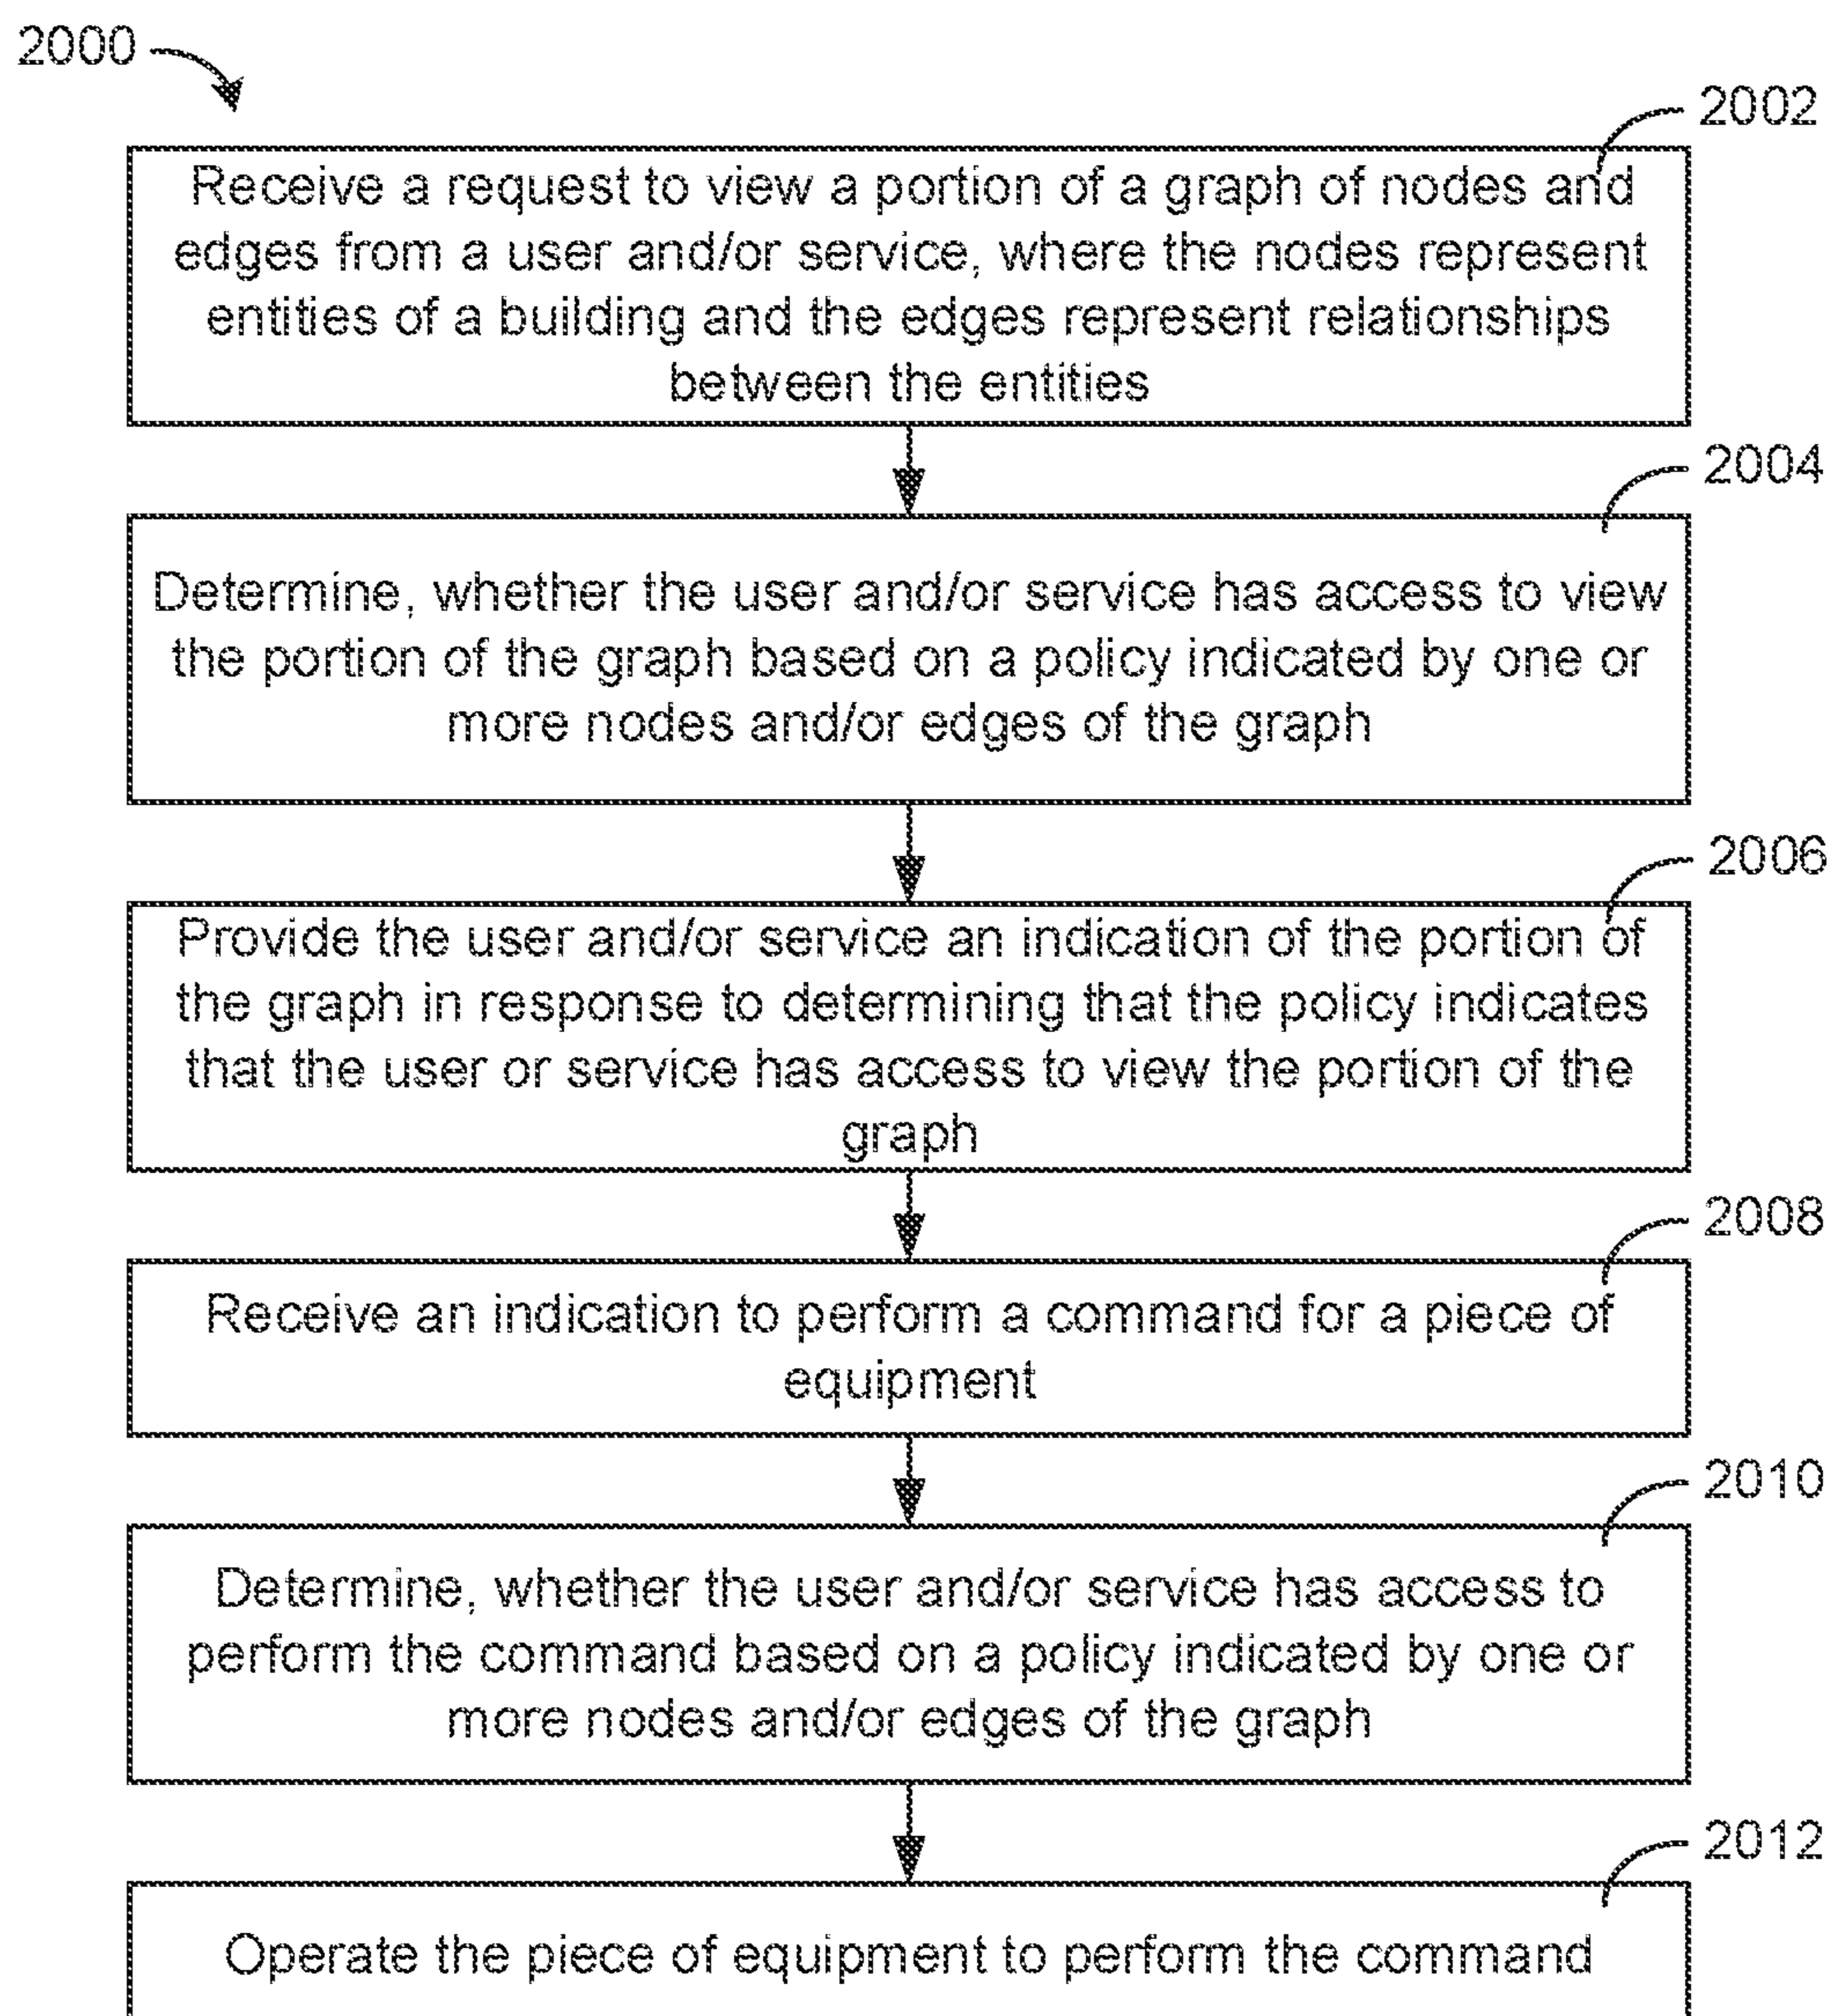 2000
2002
Receive a request to view a portion of a graph of nodes and
edges from a user and/or service, where the nodes represent
entities of a building and the edges represent relationships
between the entities
2004
Determine, whether the user and/or service has access to view
the portion of the graph based on a policy indicated by one or
more nodes and/or edges of the graph
2006
Provide the user and/or service an indication of the portion of
the graph in response to determining that the policy indicates
that the user or service has access to view the portion of the
graph
2008
Receive an indication to perform a command for a piece of
equipment
2010
Determine, whether the user and/or service has access to
perform the command based on a policy indicated by one or
more nodes and/or edges of the graph
2012
Operate the piece of equipment to perform the command